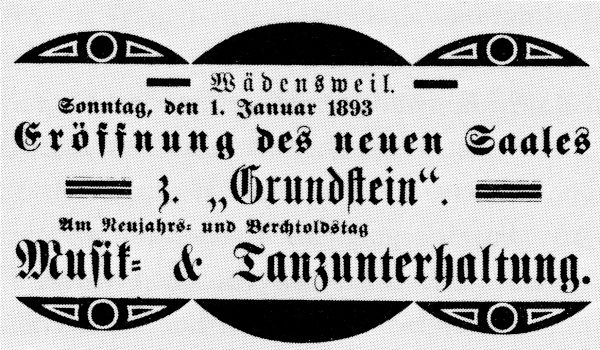 Wädensweil.
Sonntag, den 1. Januar 1893
Eröffnung des neuen Saales
z. „Grundstein“.
Am Neujahrs= und Berchtoldstag
Musik= & Tanzunterhaltung.